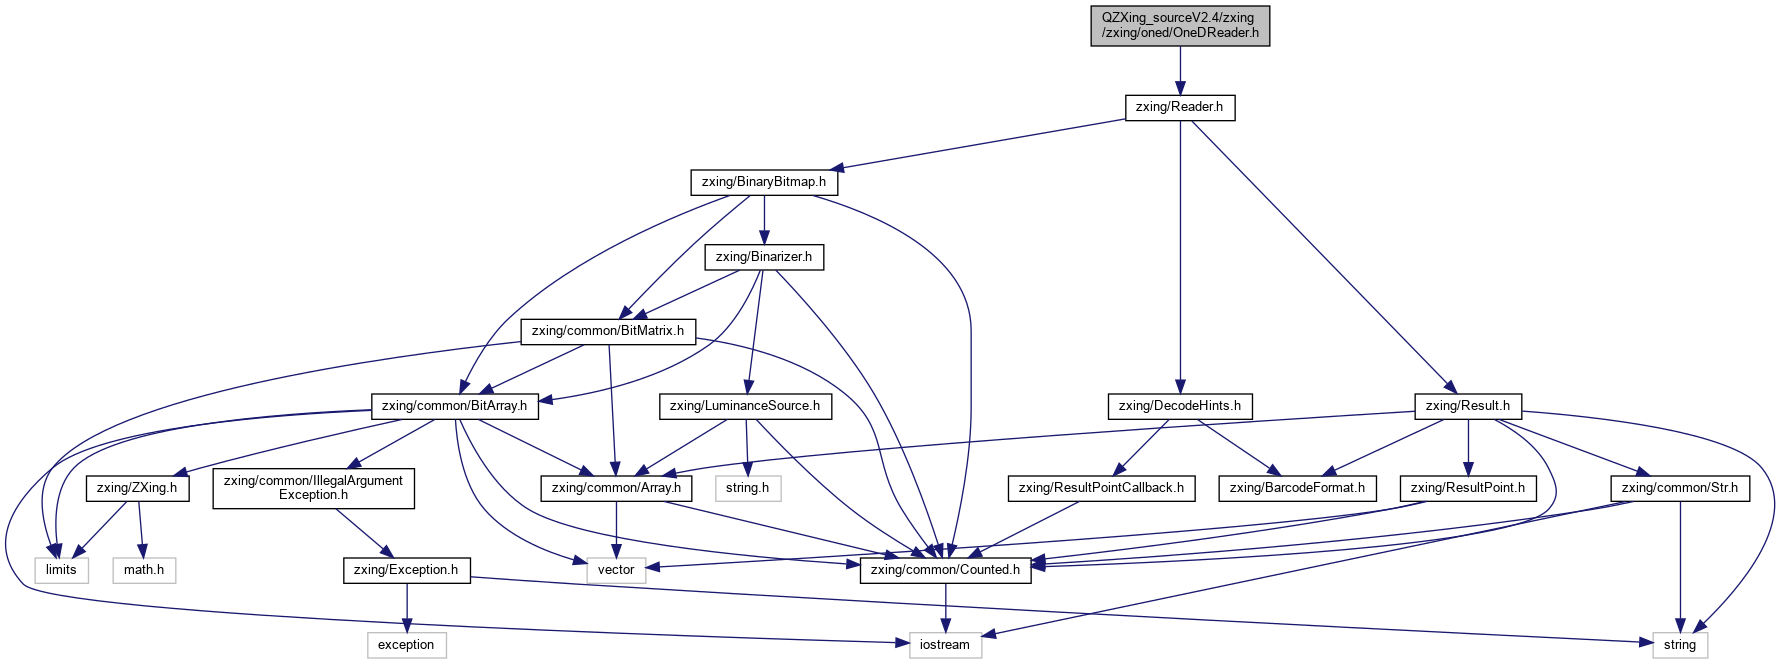 QZXing_sourceV2.4/zxing
/zxing/oned/OneDReader.h
zxing/Reader.h
zxing/BinaryBitmap.h
zxing/Binarizer.h
zxing/common/BitMatrix.h
zxing/common/BitArray.h
zxing/LuminanceSource.h
zxing/DecodeHints.h
zxing/Result.h
zxing/ZXing.h
zxing/common/IllegalArgument
Exception.h
zxing/common/Array.h
string.h
zxing/ResultPointCallback.h
zxing/BarcodeFormat.h
zxing/ResultPoint.h
zxing/common/Str.h
limits
math.h
zxing/Exception.h
vector
zxing/common/Counted.h
exception
iostream
string